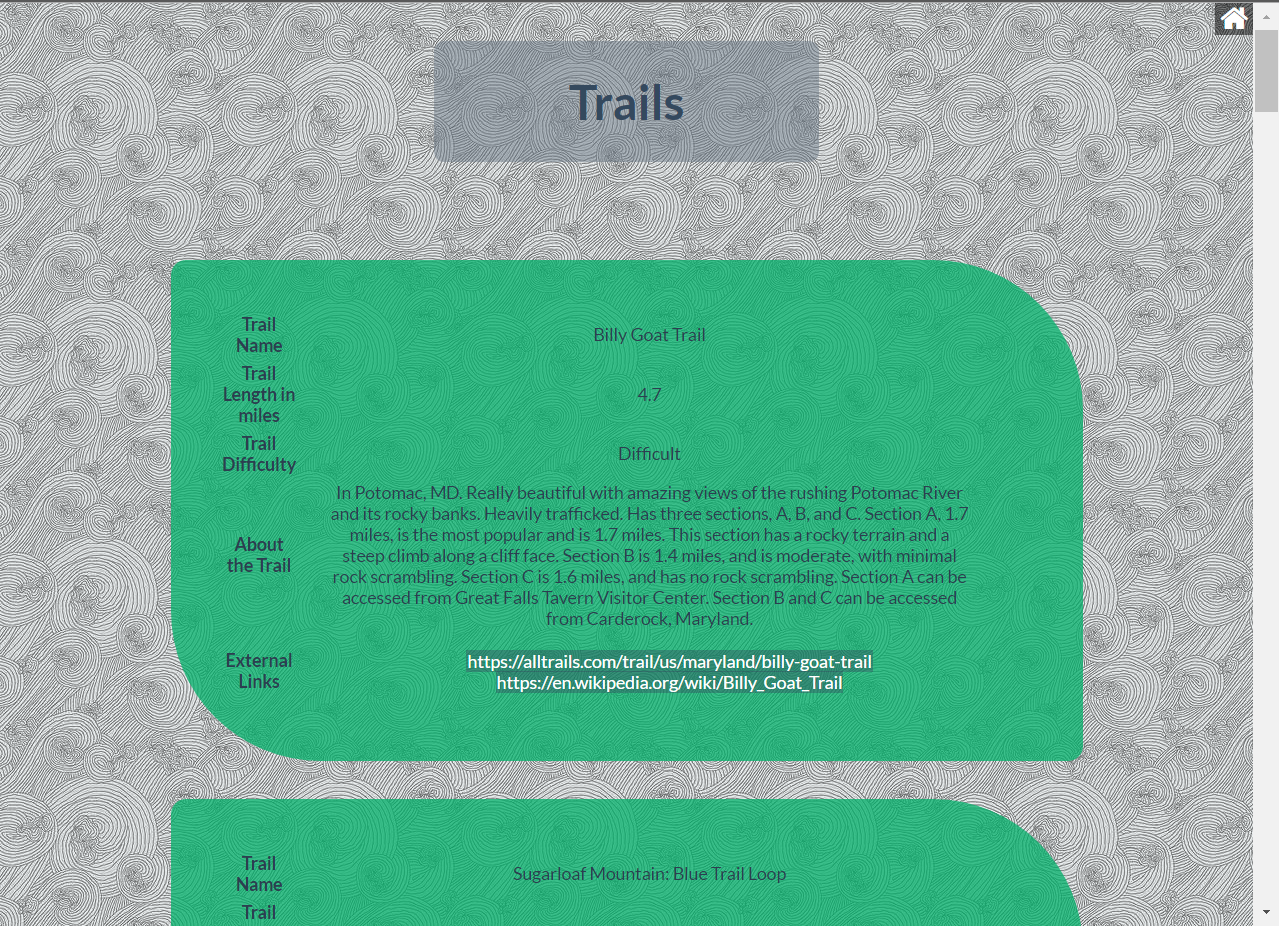 Trails
Trail
Name
Billy Goat Trail
Trail
Length in
miles
4.7
Trail
Difficulty
Difficult
About
the Trail
In Potomac, MD. Really beautiful with amazing views of the rushing Potomac River
and its rocky banks. Heavily trafficked. Has three sections, A, B, and C. Section A, 1.7
miles, is the most popular and is 1.7 miles. This section has a rocky terrain and a
steep climb along a cliff face. Section B is 1.4 miles, and is moderate, with minimal
rock scrambling. Section C is 1.6 miles, and has no rock scrambling. Section A can be
accessed from Great Falls Tavern Visitor Center. Section B and C can be accessed
from Carderock, Maryland.
External
Links
https://alltrails.com/trail/us/maryland/billy-goat-trail
https://en.wikipedia.org/wiki/Billy_Goat_Trail
Trail
Name
Sugarloaf Mountain: Blue Trail Loop
Trail